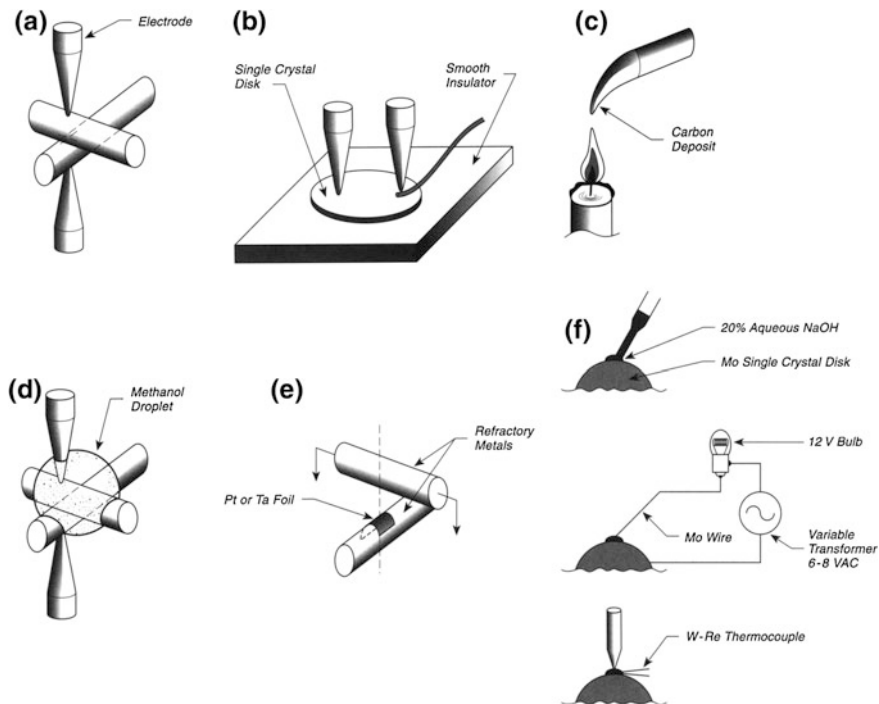 (a)
Electrode
(b)
Single Crystal
Disk
Smooth
Insulator
(c)
Carbon
Deposit
(d)
Methanol
Droplet
(e)
Refractory
Metals
Pt or Ta Foil
(f)
20% Aqueous NaOH
Mo Single Crystal Disk
12 V Bulb
Mo Wire
Variable
Transformer
6-8 VAC
W-Re Thermocouple